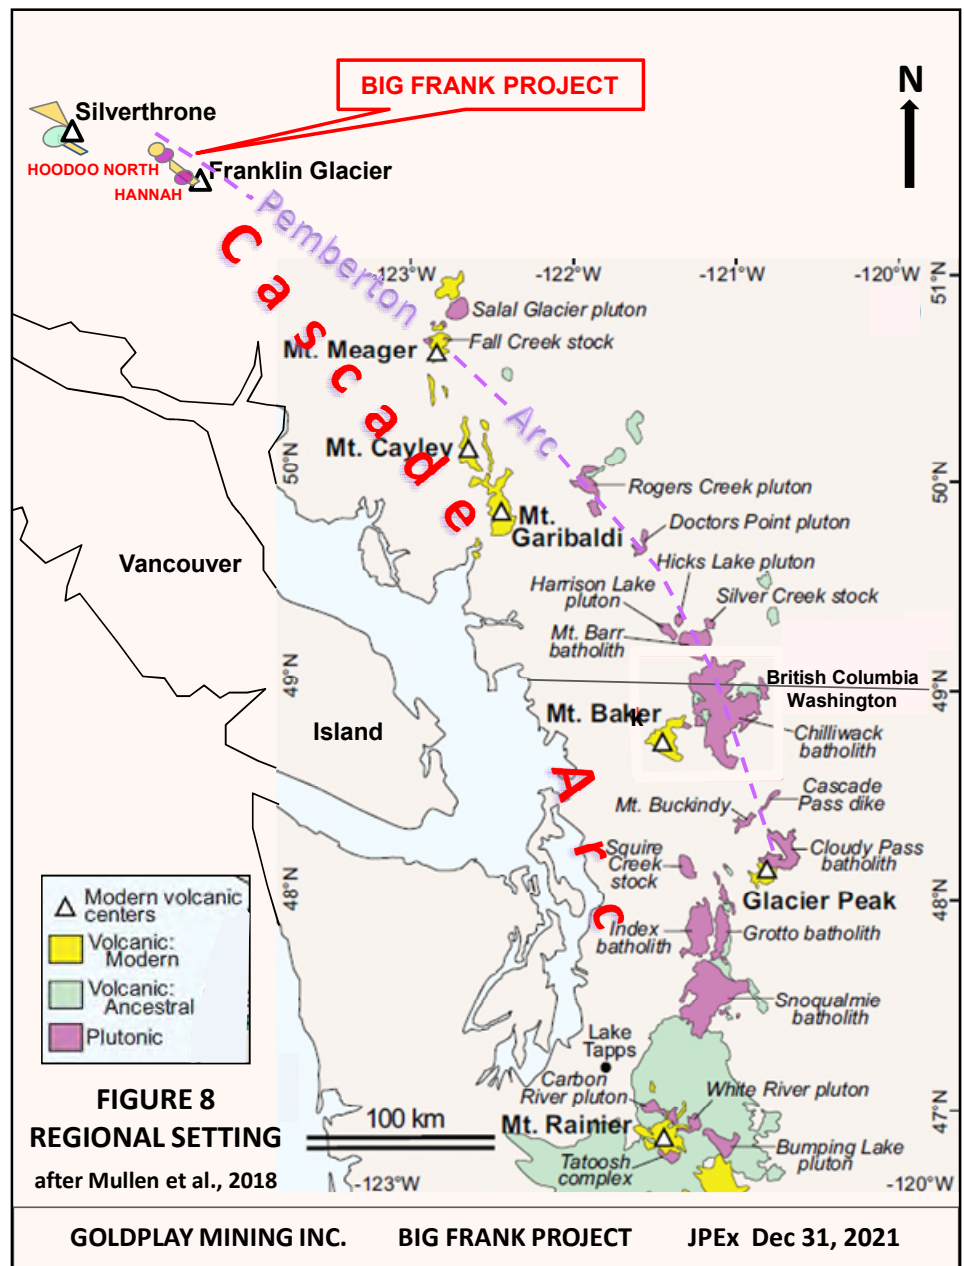 BIG FRANK PROJECT
N
Silverthrone
HOODOO NORTH
Franklin Glacier
HANNAH
Pemberton
Arc
Cascade
Arc
-123°W
-122°W
-121°W
-120°W
51°N
Salal Glacier pluton
Fall Creek stock
Mt. Meager
Mt. Cayley
50°N
50°N
Rogers Creek pluton
Mt.
Garibaldi
Doctors Point pluton
Vancouver
Hicks Lake pluton
Harrison Lake
pluton
Silver Creek stock
Mt. Barr
batholith
49°N
49°N
British Columbia
Washington
Mt. Baker
k
Island
Chilliwack
batholith
Cascade
Pass dike
Mt. Buckindy
Squire
Creek
stock
Cloudy Pass
batholith
48°N
48°N
Glacier Peak
Index
batholith
Grotto batholith
Modern volcanic
centers
Volcanic:
Modern
Volcanic:
Ancestral
Plutonic
Snoqualmie
batholith
Lake
Tapps
Carbon
River pluton
White River pluton
47°N
Mt. Rainier
Tatoosh
complex
Bumping Lake
pluton
100 km
-123°W
-120°W
FIGURE 8
REGIONAL SETTING
after Mullen et al., 2018
GOLDPLAY MINING INC. BIG FRANK PROJECT JPEx Dec 31, 2021